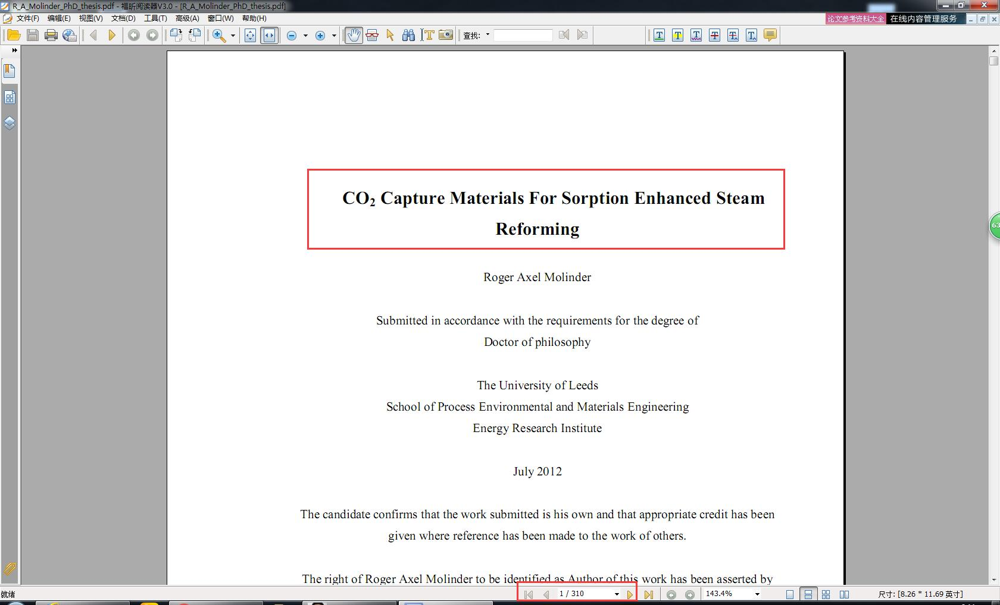 R_A_Molinder_PhD_thesis.pdf - 福昕阅读器V3.0 - [R_A_Molinder_PhD_thesis.pdf]
文件(F) 编辑(E) 视图(V) 文档(D) 工具(T) 高级(A) 窗口(W) 帮助(H) 论文参考资料大全 在线内容管理服务
查找:
CO₂ Capture Materials For Sorption Enhanced Steam
Reforming
63
Roger Axel Molinder
Submitted in accordance with the requirements for the degree of
Doctor of philosophy
The University of Leeds
School of Process Environmental and Materials Engineering
Energy Research Institute
July 2012
The candidate confirms that the work submitted is his own and that appropriate credit has been
given where reference has been made to the work of others.
The right of Roger Axel Molinder to be identified as Author of this work has been asserted by
就绪 1 / 310 143.4% 尺寸: [8.26 * 11.69 英寸]